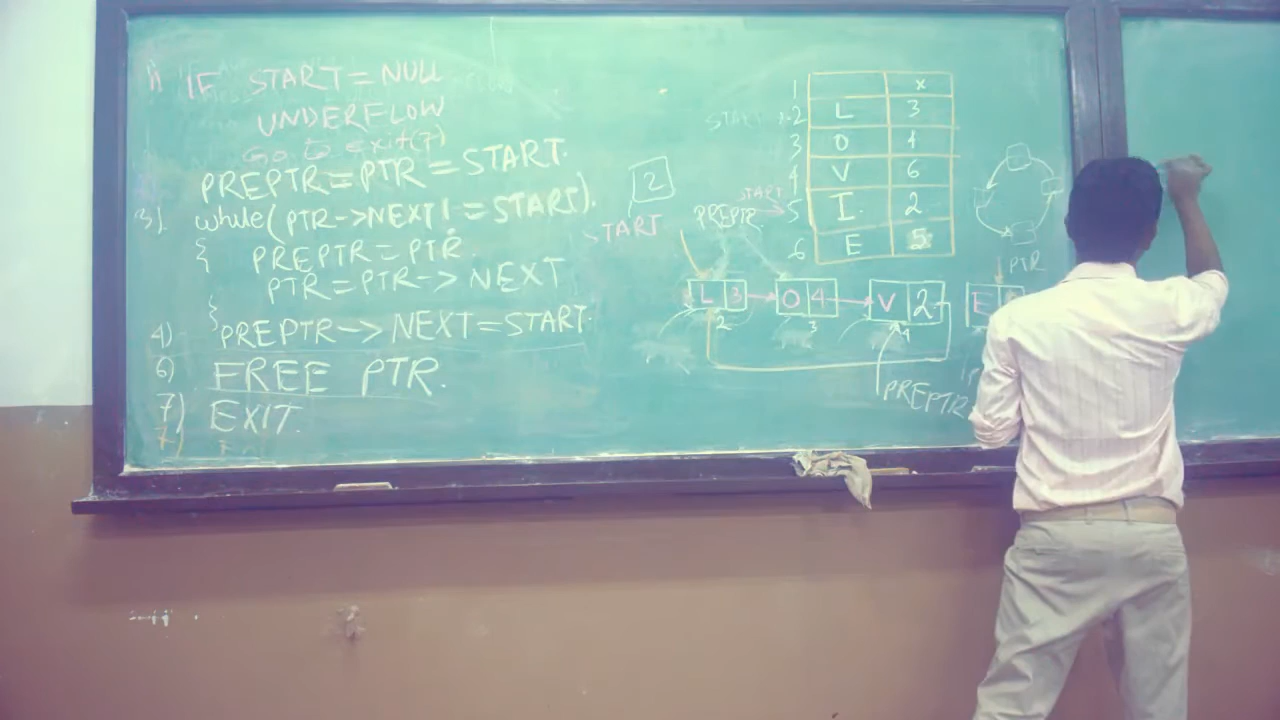 1) IF START = NULL
UNDERFLOW
Go to exit(7)
PREPTR = PTR = START.
3). while(PTR->NEXT! = START).
{ PREPTR = PTR.
PTR = PTR-> NEXT
}
4) PREPTR-> NEXT = START.
6) FREE PTR.
7) EXIT.
2
START
START
START
PREPTR
1 x
2 L 3
3 O 4
4 V 6
5 I. 2
6 E 5
L 3
2
O 4
3
V 2
4
E
PTR
PREPTR